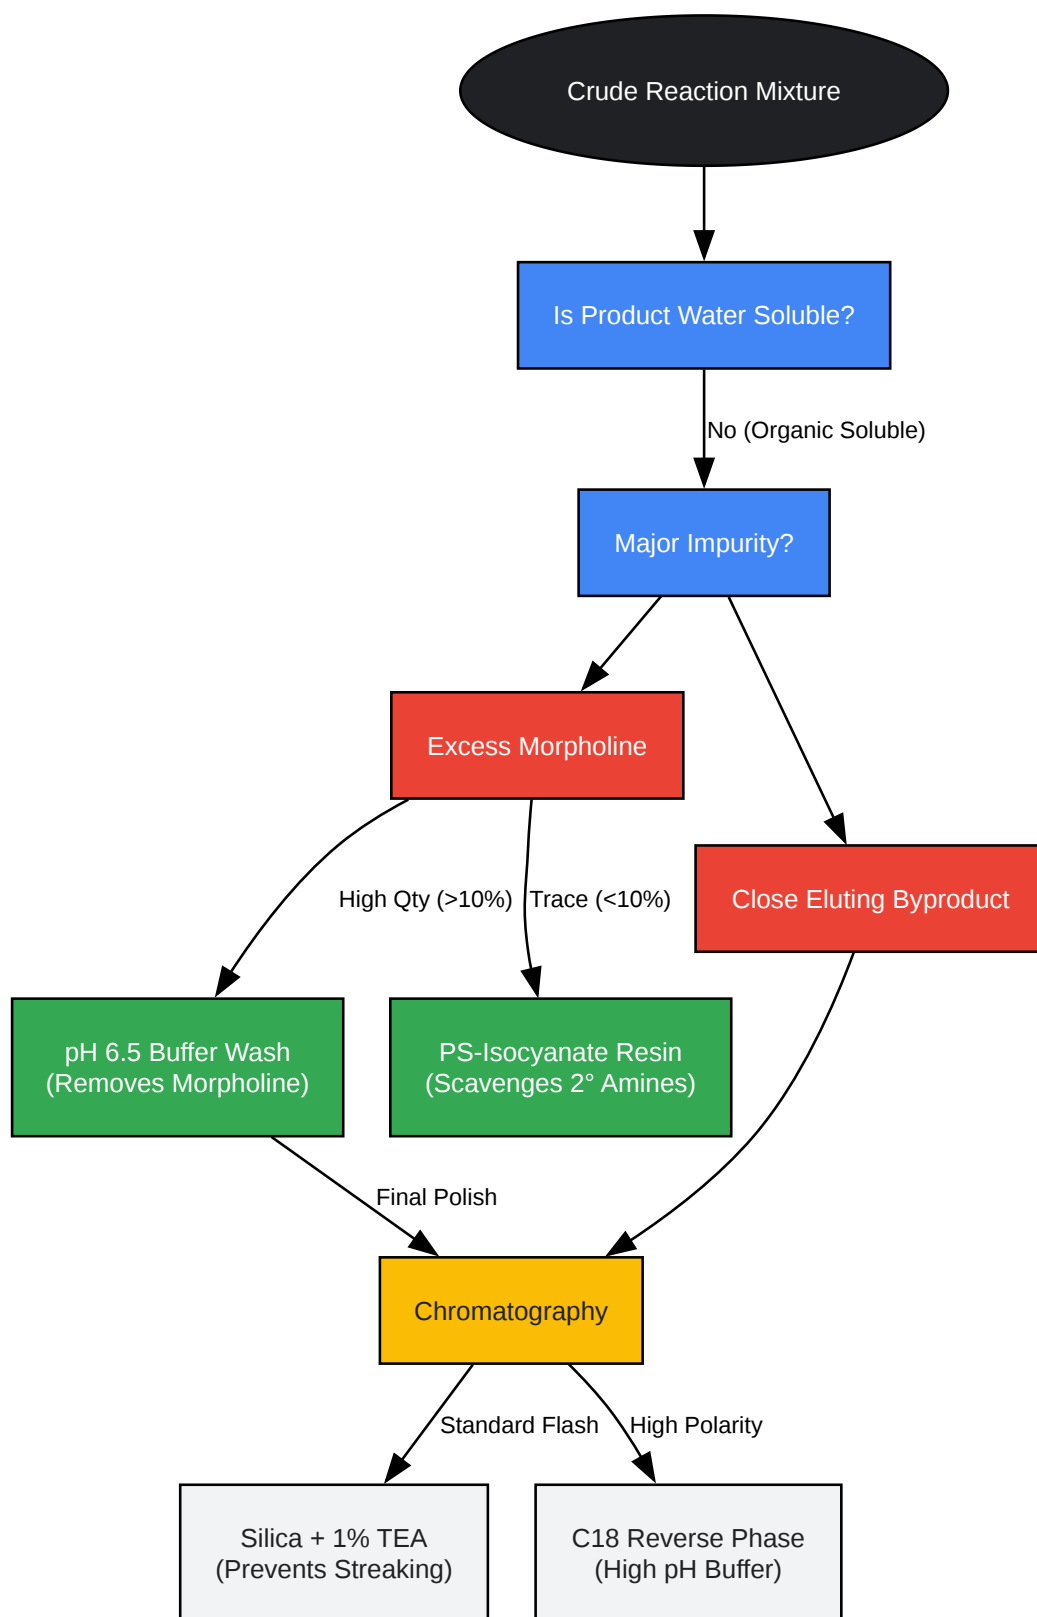 Crude Reaction Mixture
Is Product Water Soluble?
No (Organic Soluble)
Major Impurity?
Excess Morpholine
Close Eluting Byproduct
High Qty (>10%)
Trace (<10%)
pH 6.5 Buffer Wash
(Removes Morpholine)
PS-Isocyanate Resin
(Scavenges 2° Amines)
Final Polish
Chromatography
Standard Flash
High Polarity
Silica + 1% TEA
(Prevents Streaking)
C18 Reverse Phase
(High pH Buffer)